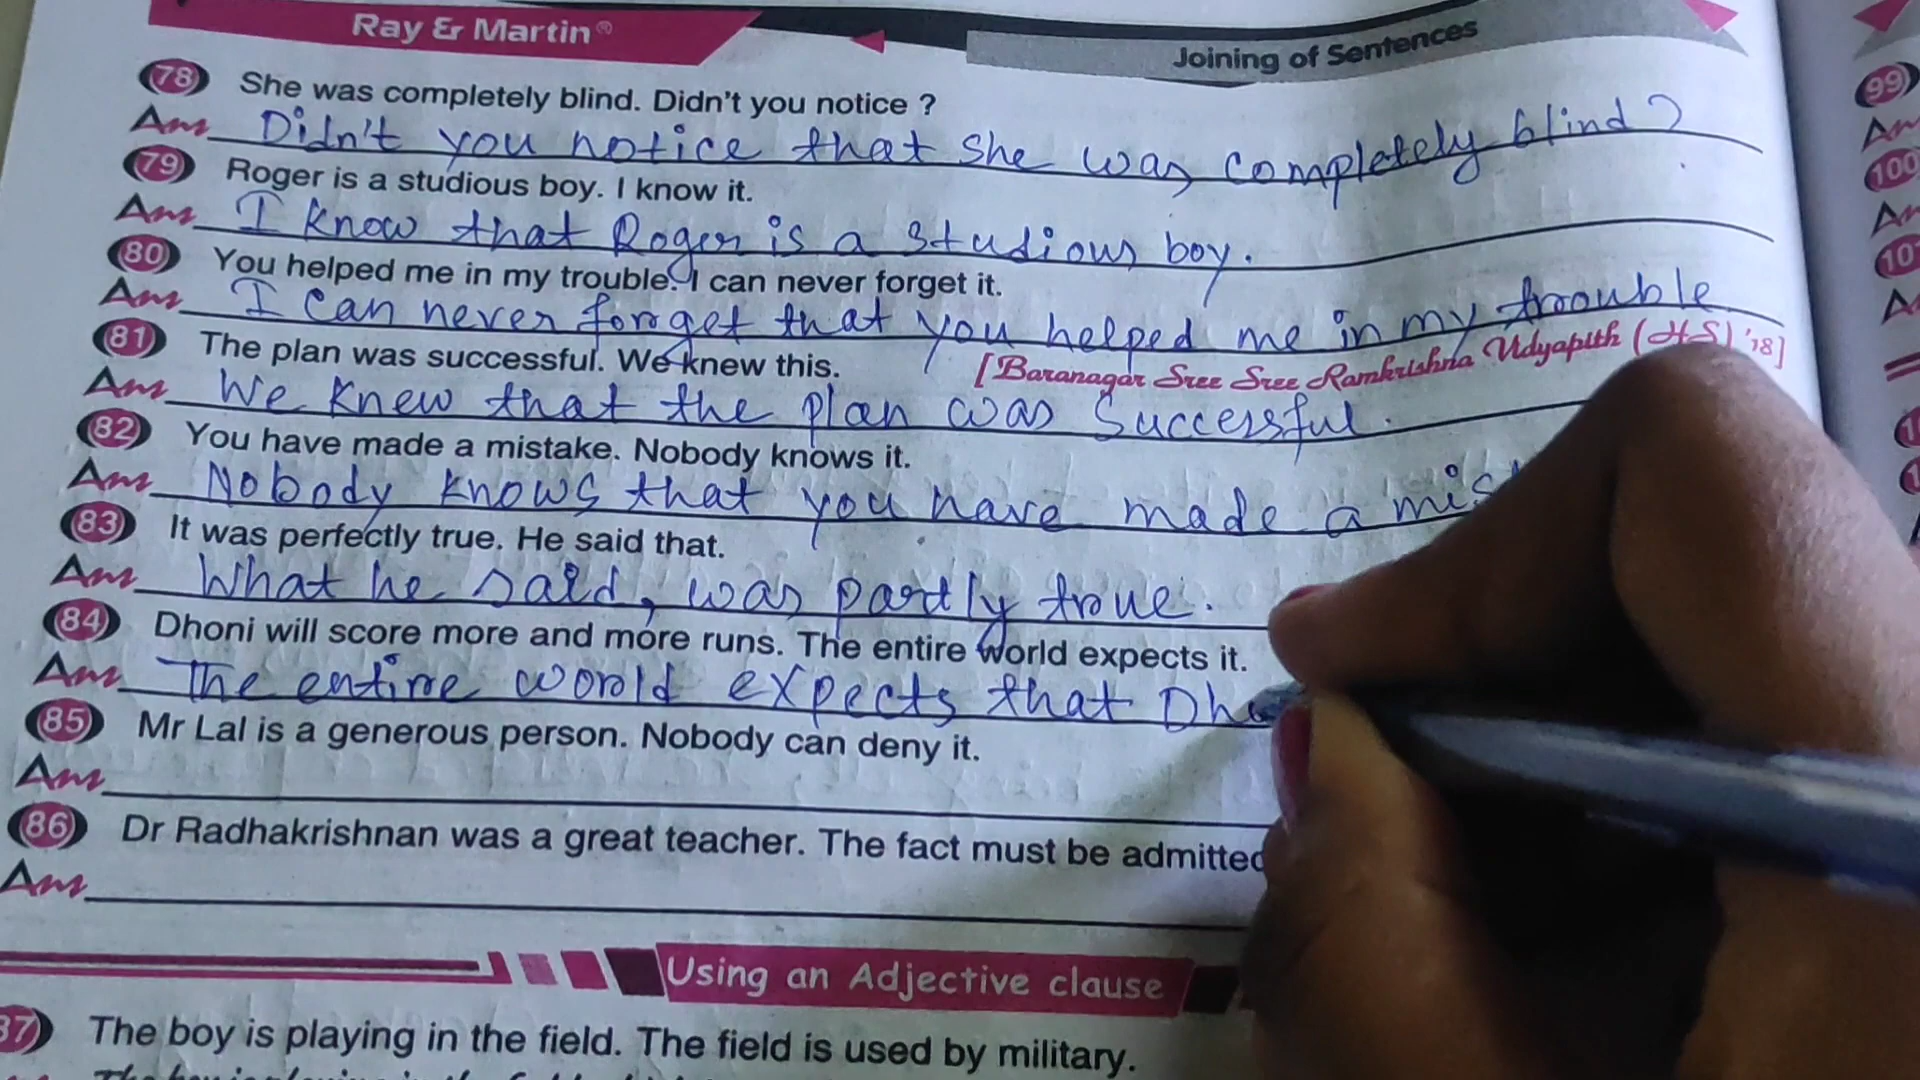 Ray & Martin®
Joining of Sentences
78 She was completely blind. Didn't you notice ?
Ans Didn't you notice that she was completely blind?
79 Roger is a studious boy. I know it.
Ans I know that Roger is a studious boy.
80 You helped me in my trouble. I can never forget it.
Ans I can never forget that you helped me in my trouble
81 The plan was successful. We knew this.
[Baranagar Sree Sree Ramkrishna Vidyapith (HS) '18]
Ans We knew that the plan was successful.
82 You have made a mistake. Nobody knows it.
Ans Nobody knows that you have made a mis
83 It was perfectly true. He said that.
Ans What he said, was partly true.
84 Dhoni will score more and more runs. The entire world expects it.
Ans The entire world expects that Dho
85 Mr Lal is a generous person. Nobody can deny it.
Ans
86 Dr Radhakrishnan was a great teacher. The fact must be admitted
Ans
Using an Adjective clause
87 The boy is playing in the field. The field is used by military.
99
An
100
An
10
A